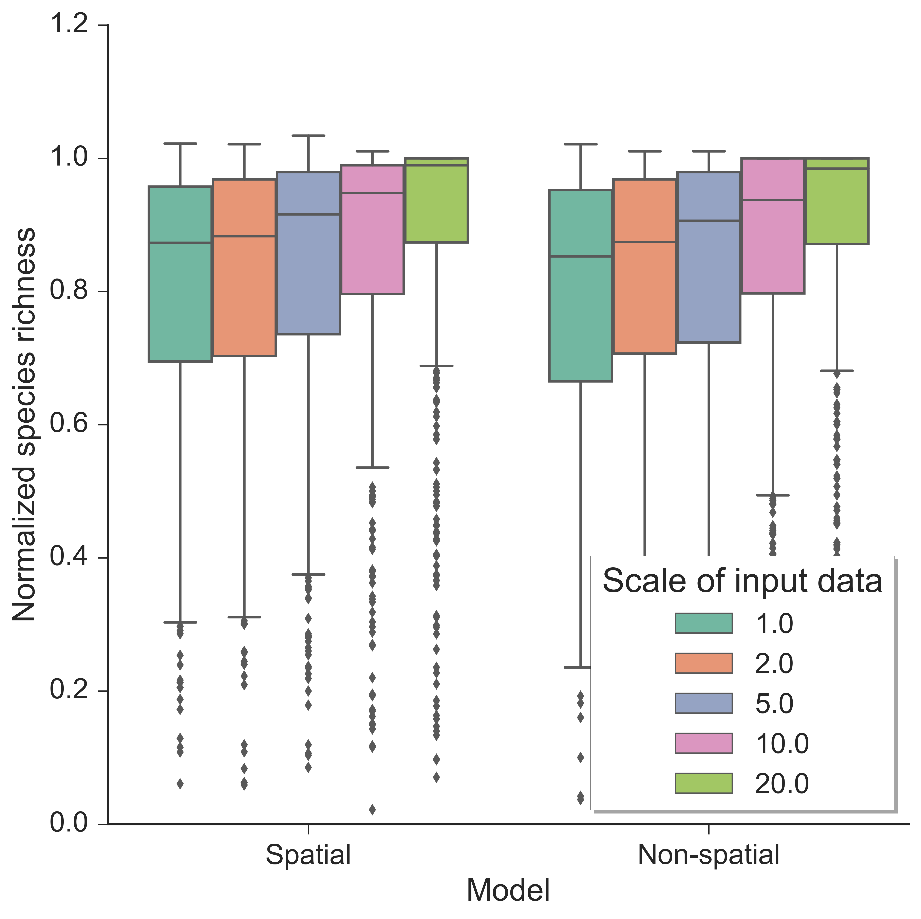 1.2
1.0
0.8
0.6
0.4
0.2
0.0
Normalized species richness
Scale of input data
1.0
2.0
5.0
10.0
20.0
Spatial
Non-spatial
Model